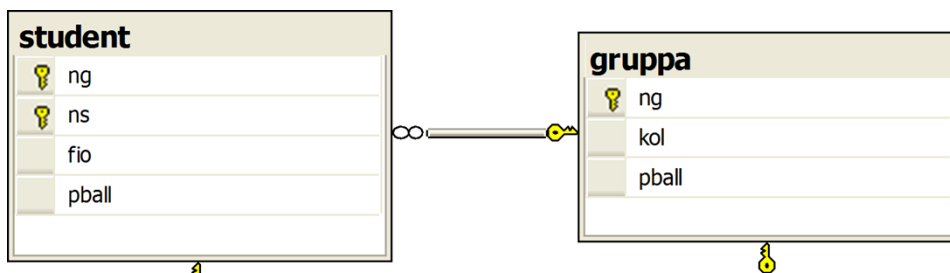 student
ng
ns
fio
pball
gruppa
ng
kol
pball